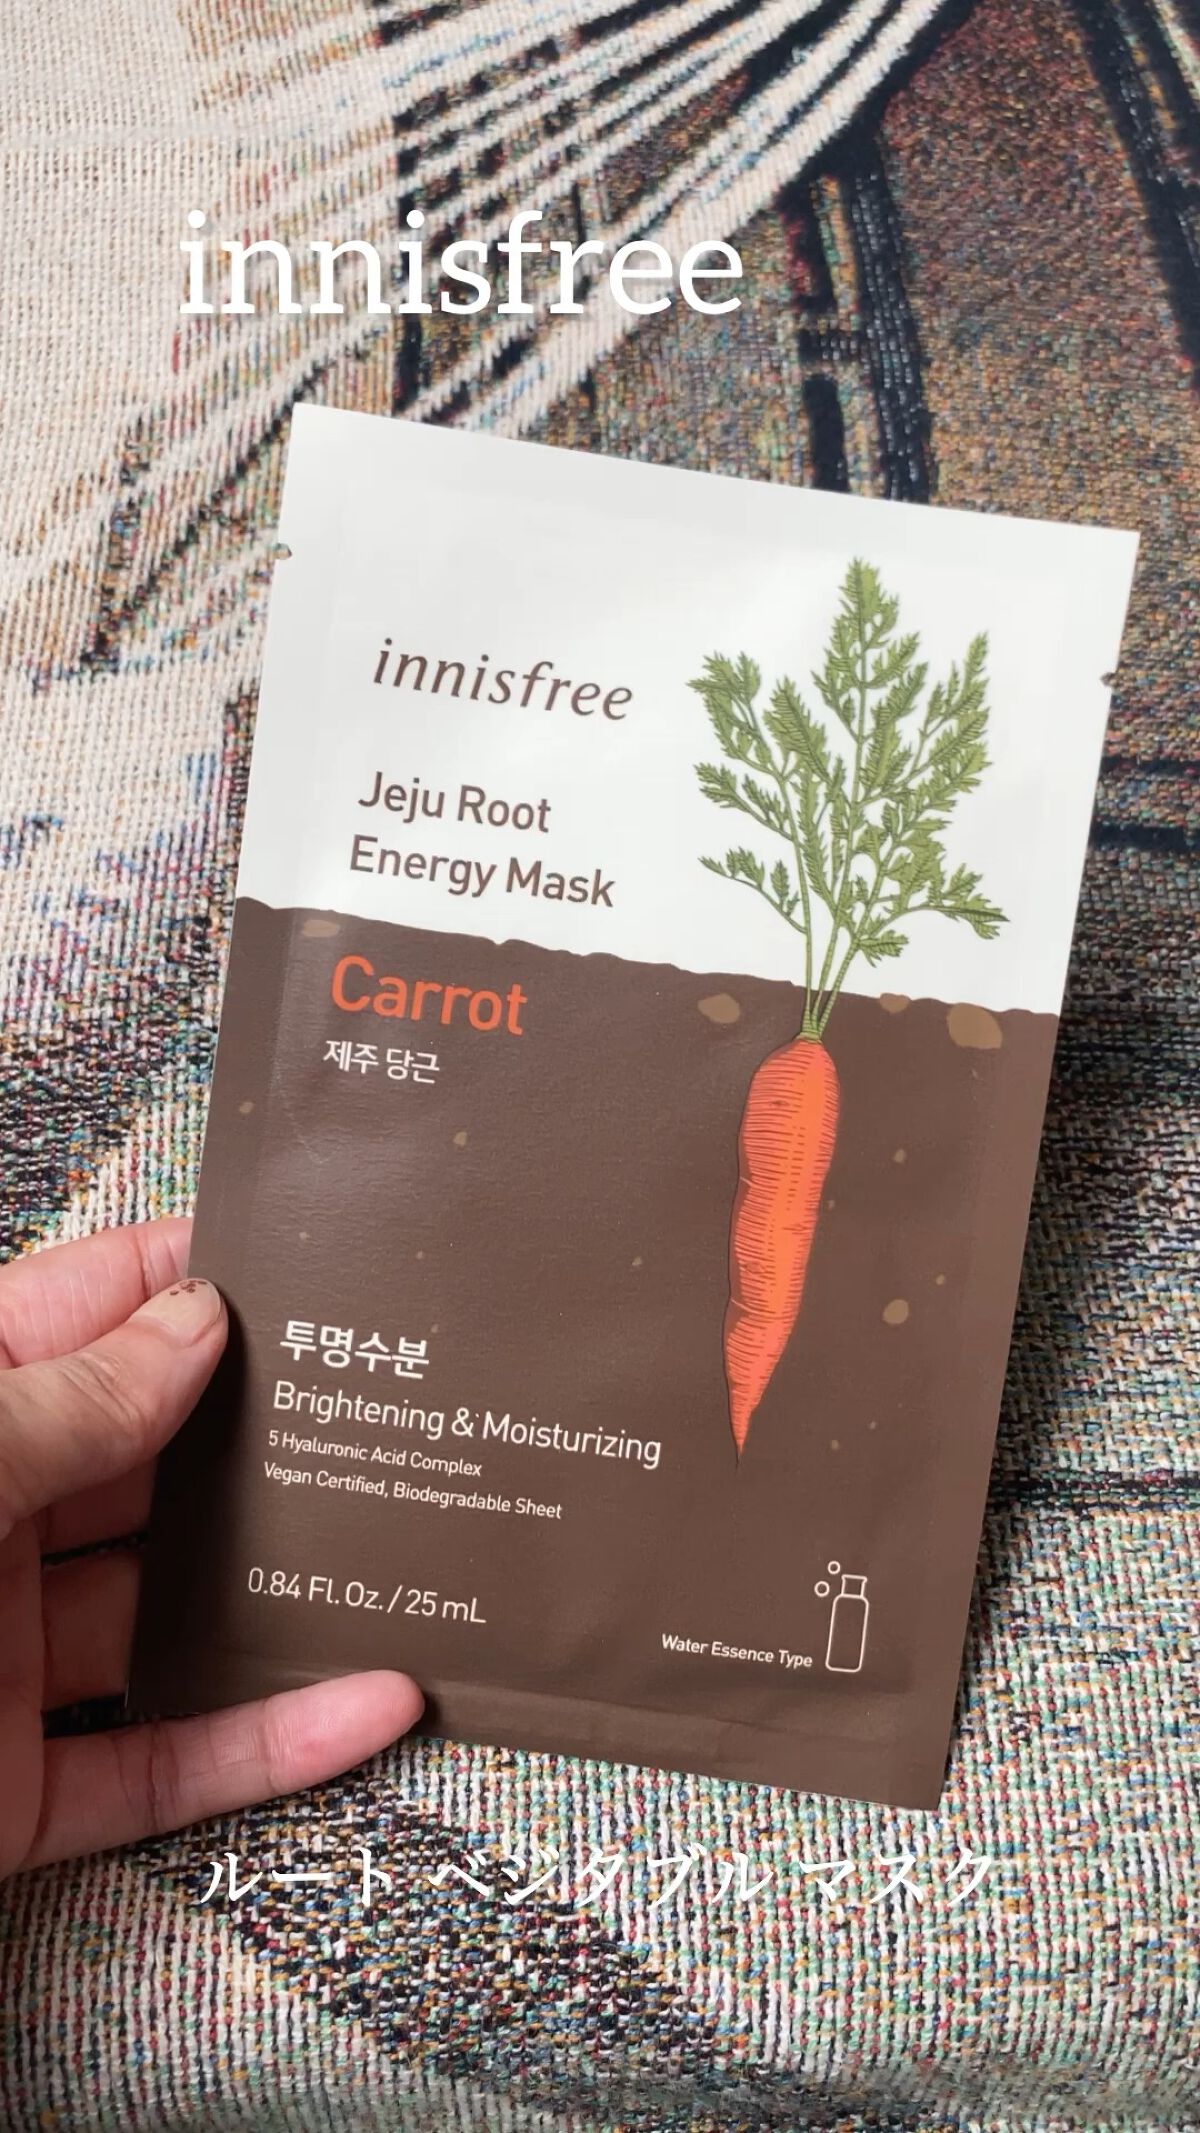 innisfree
innisfree
Jeju Root
Energy Mask
Carrot
제주 당근
투명수분
Brightening & Moisturizing
5 Hyaluronic Acid Complex
Vegan Certified, Biodegradable Sheet
0.84 Fl. Oz. / 25 mL
Water Essence Type
ルート ベジタブル マスク